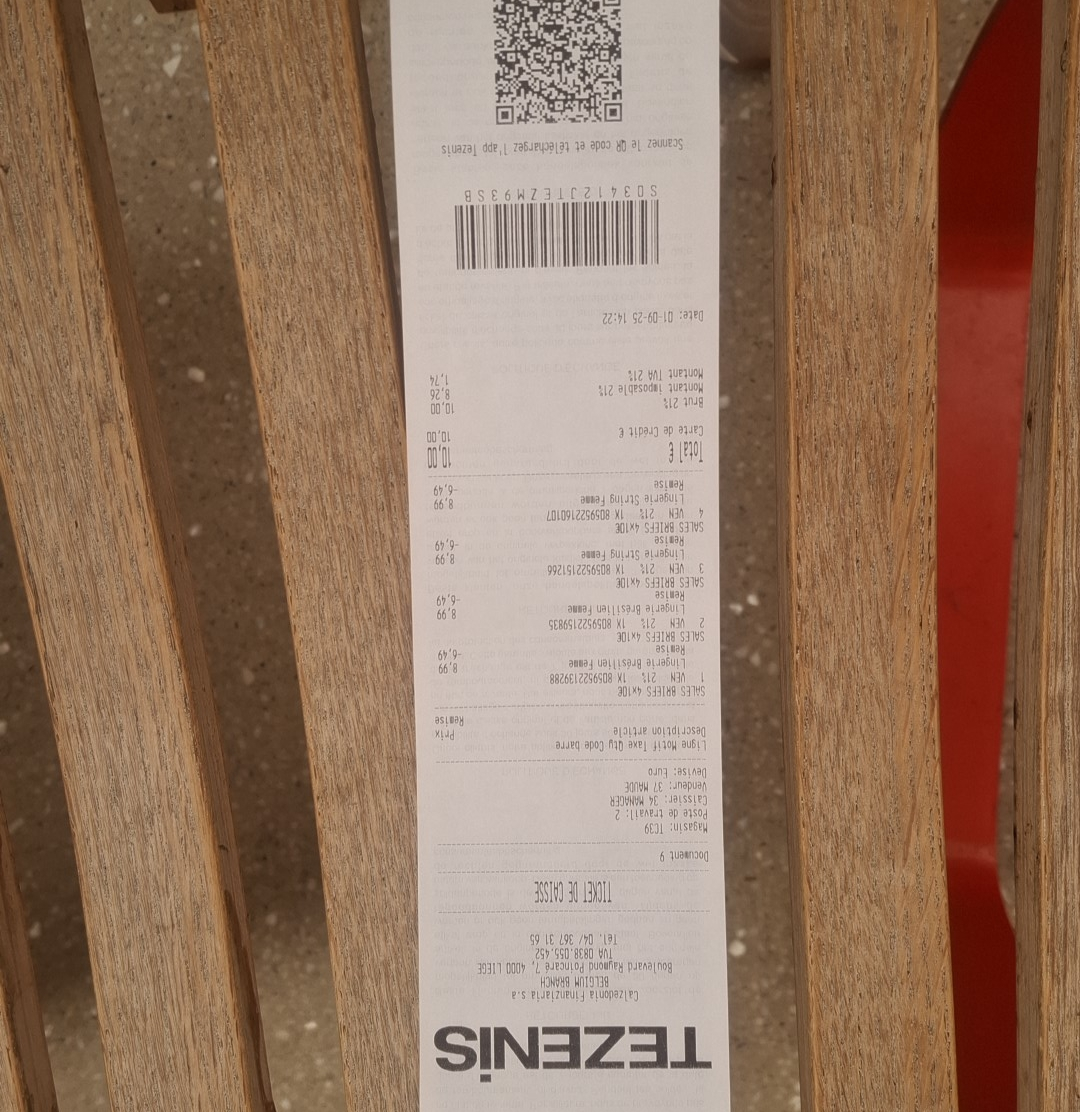 TEZENIS
Calzedonia Finanziaria s.a
BELGIUM BRANCH
Boulevard Raymond Poincaré 7, 4000 LIEGE
TVA 0838.055.452
Tél. 04/ 367 31 65
TICKET DE CAISSE
Document 9
Magasin: TC39
Poste de travail: 2
Caissier: 34 MANAGER
Vendeur: 37 MAUDE
Devise: Euro
Ligne Motif Taxe Qty Code barre
Description article Prix
Remise
SALES BRIEFS 4x10€
1 VEN 21% 1X 8059522139288
Lingerie Brésilien Femme 8,99
Remise -6,49
SALES BRIEFS 4x10€
2 VEN 21% 1X 8059522159835
Lingerie Brésilien Femme 8,99
Remise -6,49
SALES BRIEFS 4x10€
3 VEN 21% 1X 8059522151266
Lingerie String Femme 8,99
Remise -6,49
SALES BRIEFS 4x10€
4 VEN 21% 1X 8059522160107
Lingerie String Femme 8,99
Remise -6,49
Total € 10,00
Carte de Crédit € 10,00
Brut 21% 10,00
Montant imposable 21% 8,26
Montant TVA 21% 1,74
Date: 01-09-25 14:22
S03412JTEZM93SB
Scannez le QR code et téléchargez l'app Tezenis